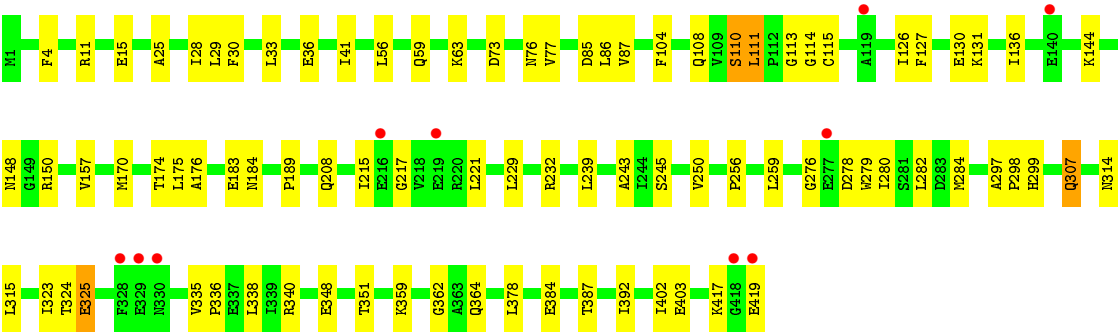 M1 F4 R11 E15 A25 I28 L29 F30 L33 E36 I41 L56 Q59 K63 D73 N76 V77 D85 L86 V87 F104 Q108 V109 S110 L111 P112 G113 G114 C115 A119 I126 F127 E130 K131 I136 E140 K144
N148 G149 R150 V157 M170 T174 L175 A176 E183 N184 P189 Q208 I215 E216 G217 V218 E219 R220 L221 L229 R232 L239 A243 I244 S245 V250 P256 L259 G276 E277 D278 W279 I280 S281 L282 D283 M284 A297 P298 H299 Q307 N314
L315 I323 T324 E325 F328 E329 N330 V335 P336 E337 L338 I339 R340 E348 T351 K359 G362 A363 Q364 L378 E384 T387 I392 I402 E403 K417 G418 E419